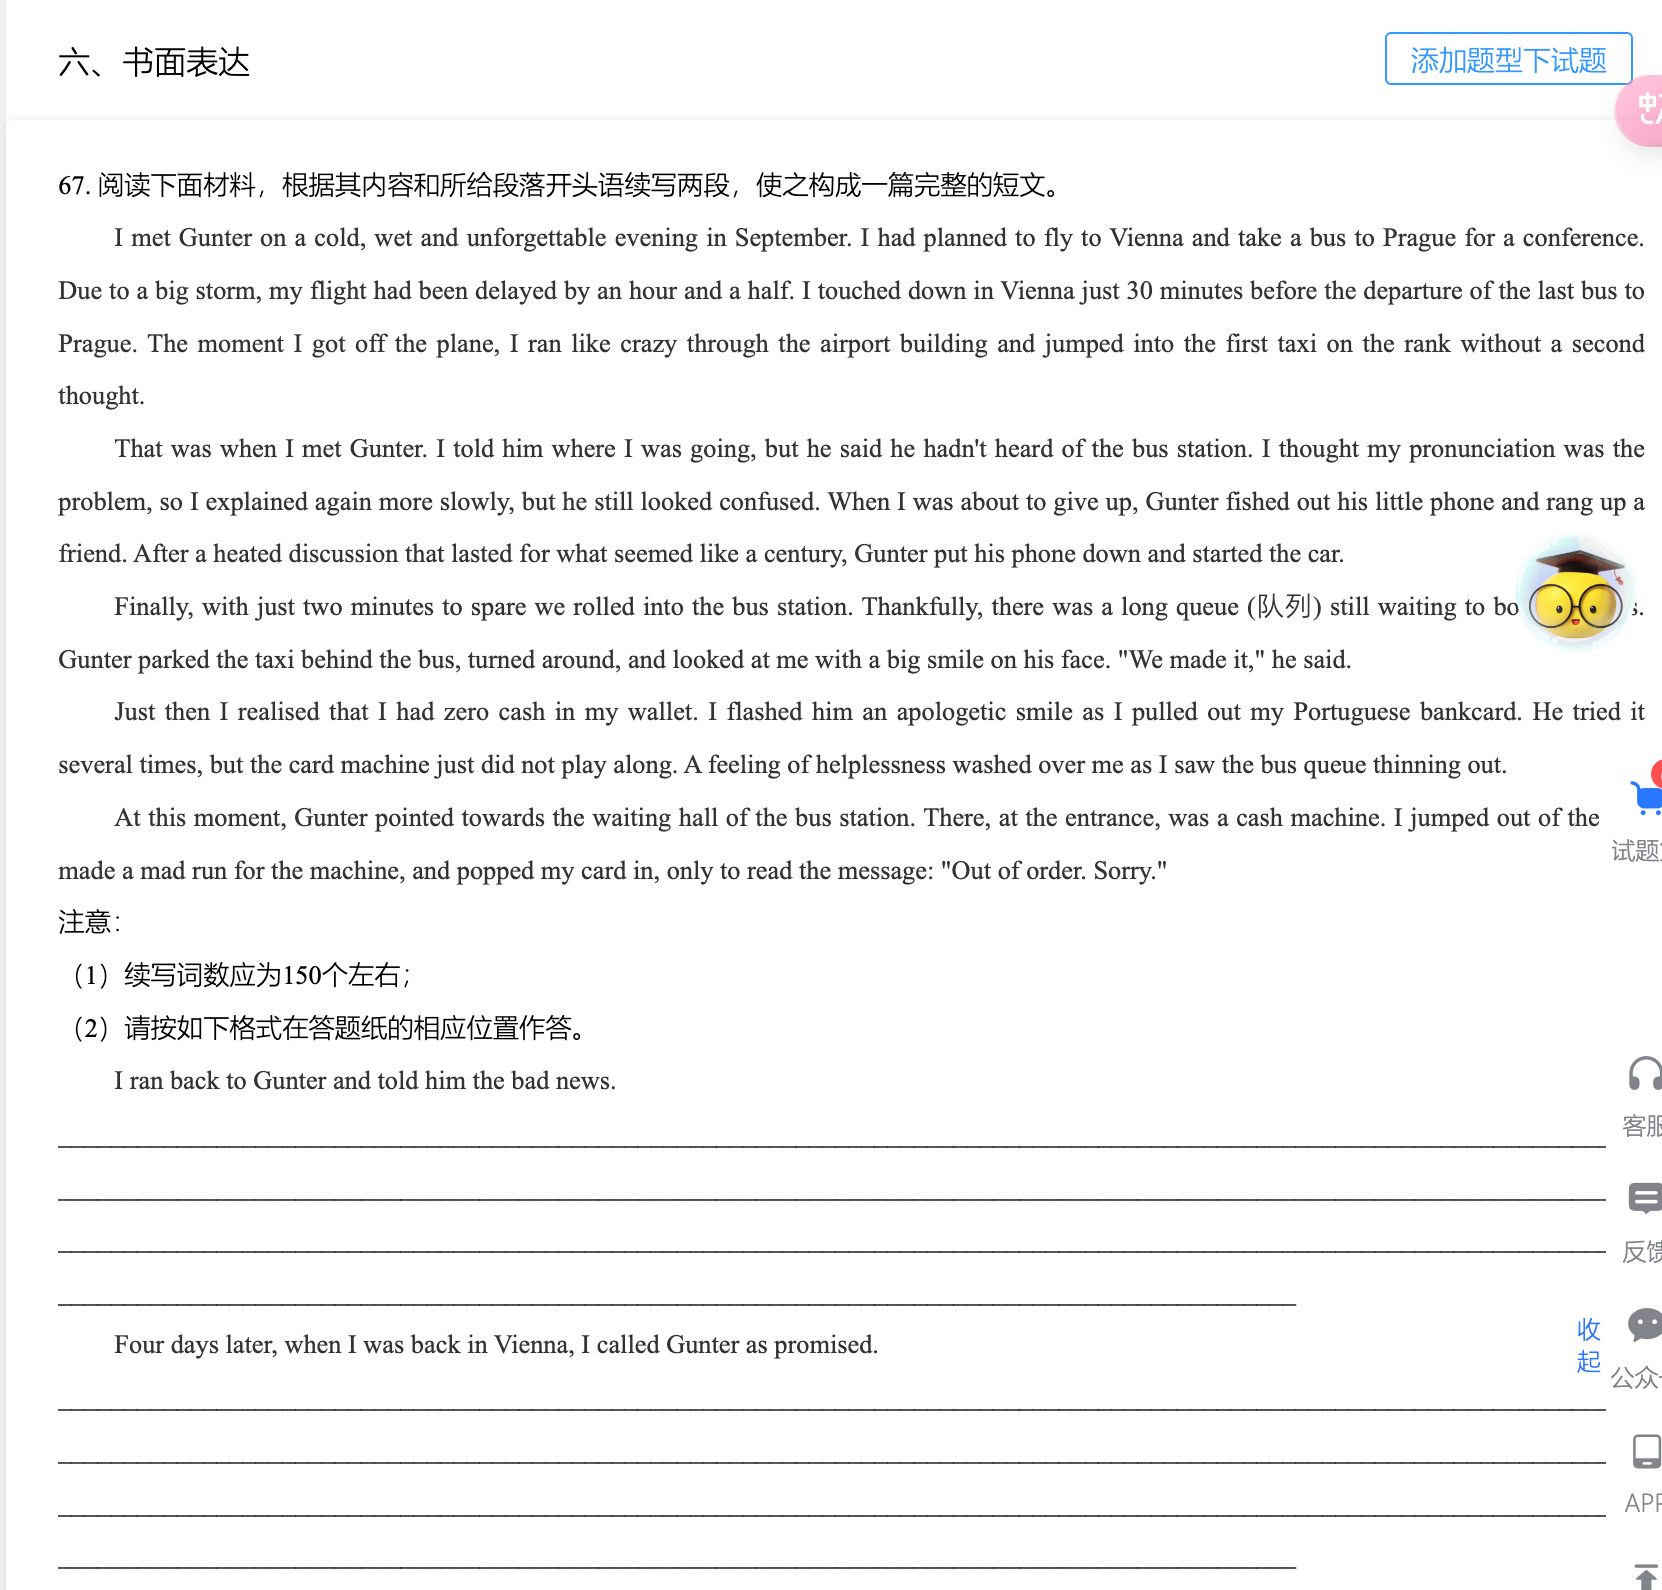 六、书面表达
添加题型下试题
67. 阅读下面材料，根据其内容和所给段落开头语续写两段，使之构成一篇完整的短文。
I met Gunter on a cold, wet and unforgettable evening in September. I had planned to fly to Vienna and take a bus to Prague for a conference.
Due to a big storm, my flight had been delayed by an hour and a half. I touched down in Vienna just 30 minutes before the departure of the last bus to
Prague. The moment I got off the plane, I ran like crazy through the airport building and jumped into the first taxi on the rank without a second
thought.
That was when I met Gunter. I told him where I was going, but he said he hadn't heard of the bus station. I thought my pronunciation was the
problem, so I explained again more slowly, but he still looked confused. When I was about to give up, Gunter fished out his little phone and rang up a
friend. After a heated discussion that lasted for what seemed like a century, Gunter put his phone down and started the car.
Finally, with just two minutes to spare we rolled into the bus station. Thankfully, there was a long queue (队列) still waiting to
Gunter parked the taxi behind the bus, turned around, and looked at me with a big smile on his face. "We made it," he said.
Just then I realised that I had zero cash in my wallet. I flashed him an apologetic smile as I pulled out my Portuguese bankcard. He tried it
several times, but the card machine just did not play along. A feeling of helplessness washed over me as I saw the bus queue thinning out.
At this moment, Gunter pointed towards the waiting hall of the bus station. There, at the entrance, was a cash machine. I jumped out of the
made a mad run for the machine, and popped my card in, only to read the message: "Out of order. Sorry."
注意：
（1）续写词数应为150个左右；
（2）请按如下格式在答题纸的相应位置作答。
I ran back to Gunter and told him the bad news.
Four days later, when I was back in Vienna, I called Gunter as promised.
收起
试题
客服
反馈
公众
APP